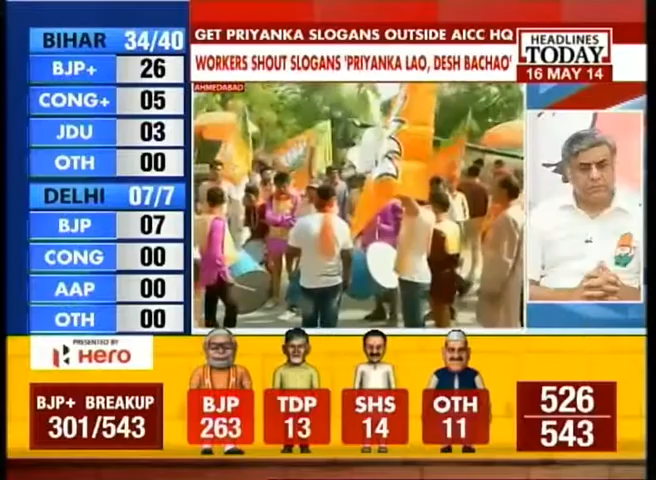 BIHAR 34/40
BJP+ 26
CONG+ 05
JDU 03
OTH 00
DELHI 07/7
BJP 07
CONG 00
AAP 00
OTH 00
GET PRIYANKA SLOGANS OUTSIDE AICC HQ
WORKERS SHOUT SLOGANS 'PRIYANKA LAO, DESH BACHAO'
HEADLINES
TODAY
16 MAY 14
AHMEDABAD
PRESENTED BY
Hero
BJP+ BREAKUP
301/543
BJP
263
TDP
13
SHS
14
OTH
11
526
543